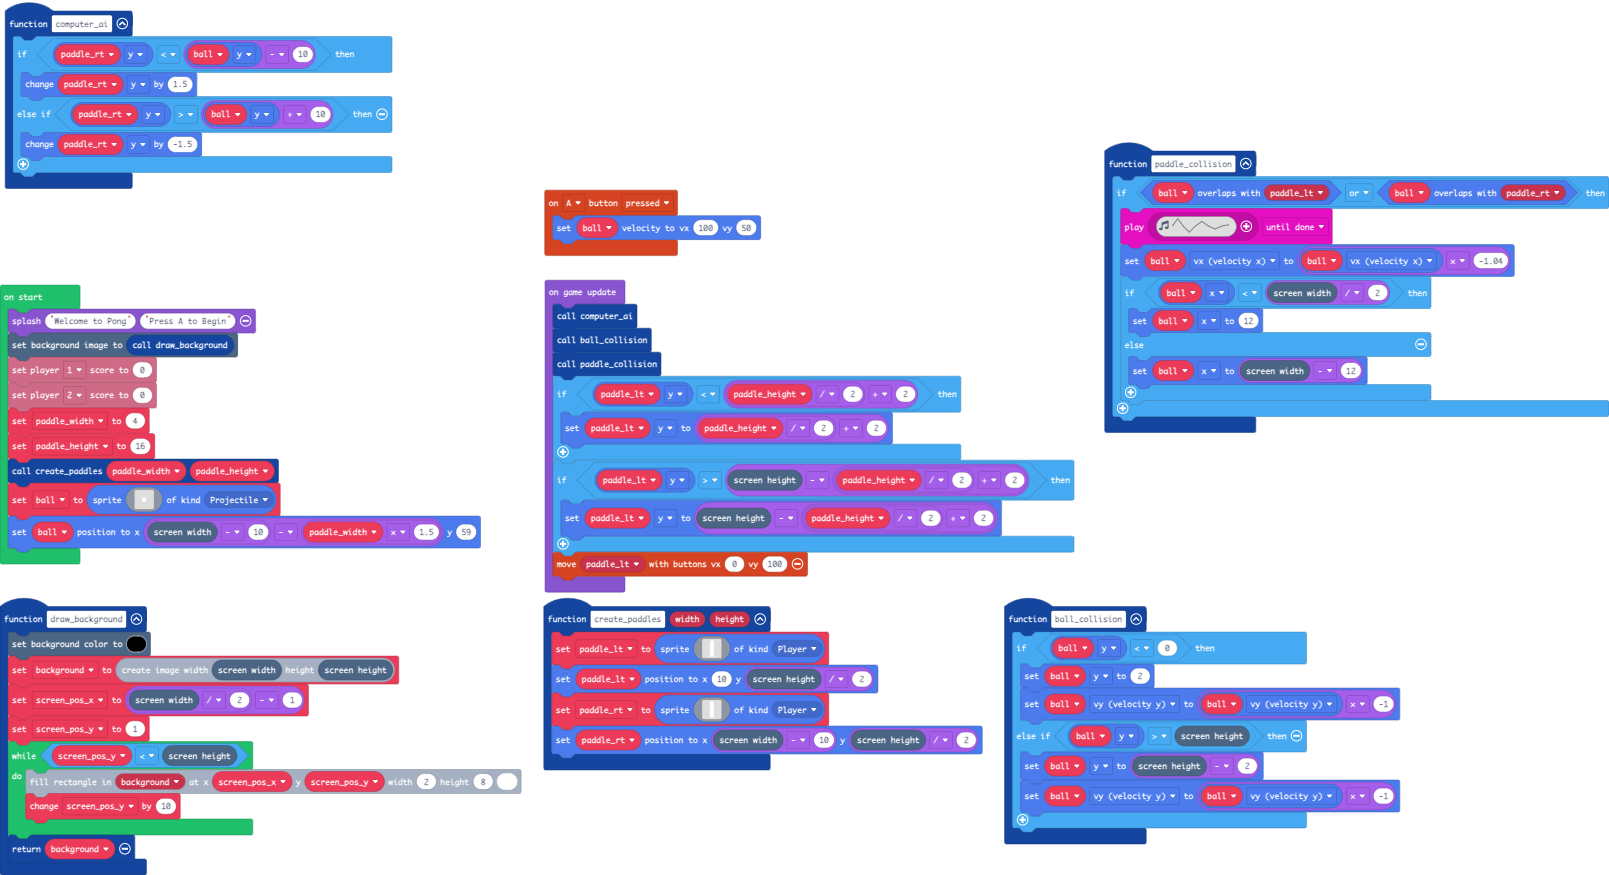 function computer_ai
if paddle_rt y < ball y - 10 then
change paddle_rt y by 1.5
else if paddle_rt y > ball y + 10 then
change paddle_rt y by -1.5
on A button pressed
set ball velocity to vx 100 vy 50
function paddle_collision
if ball overlaps with paddle_lt or ball overlaps with paddle_rt then
play until done
set ball vx (velocity x) to ball vx (velocity x) × -1.04
if ball x < screen width / 2 then
set ball x to 12
else
set ball x to screen width - 12
on start
splash "Welcome to Pong" "Press A to Begin"
set background image to call draw_background
set player 1 score to 0
set player 2 score to 0
set paddle_width to 4
set paddle_height to 16
call create_paddles paddle_width paddle_height
set ball to sprite of kind Projectile
set ball position to x screen width - 10 - paddle_width × 1.5 y 59
on game update
call computer_ai
call ball_collision
call paddle_collision
if paddle_lt y < paddle_height / 2 + 2 then
set paddle_lt y to paddle_height / 2 + 2
if paddle_lt y > screen height - paddle_height / 2 + 2 then
set paddle_lt y to screen height - paddle_height / 2 + 2
move paddle_lt with buttons vx 0 vy 100
function draw_background
set background color to
set background to create image width screen width height screen height
set screen_pos_x to screen width / 2 - 1
set screen_pos_y to 1
while screen_pos_y < screen height
do fill rectangle in background at x screen_pos_x y screen_pos_y width 2 height 8
change screen_pos_y by 10
return background
function create_paddles width height
set paddle_lt to sprite of kind Player
set paddle_lt position to x 10 y screen height / 2
set paddle_rt to sprite of kind Player
set paddle_rt position to x screen width - 10 y screen height / 2
function ball_collision
if ball y < 0 then
set ball y to 2
set ball vy (velocity y) to ball vy (velocity y) × -1
else if ball y > screen height then
set ball y to screen height - 2
set ball vy (velocity y) to ball vy (velocity y) × -1